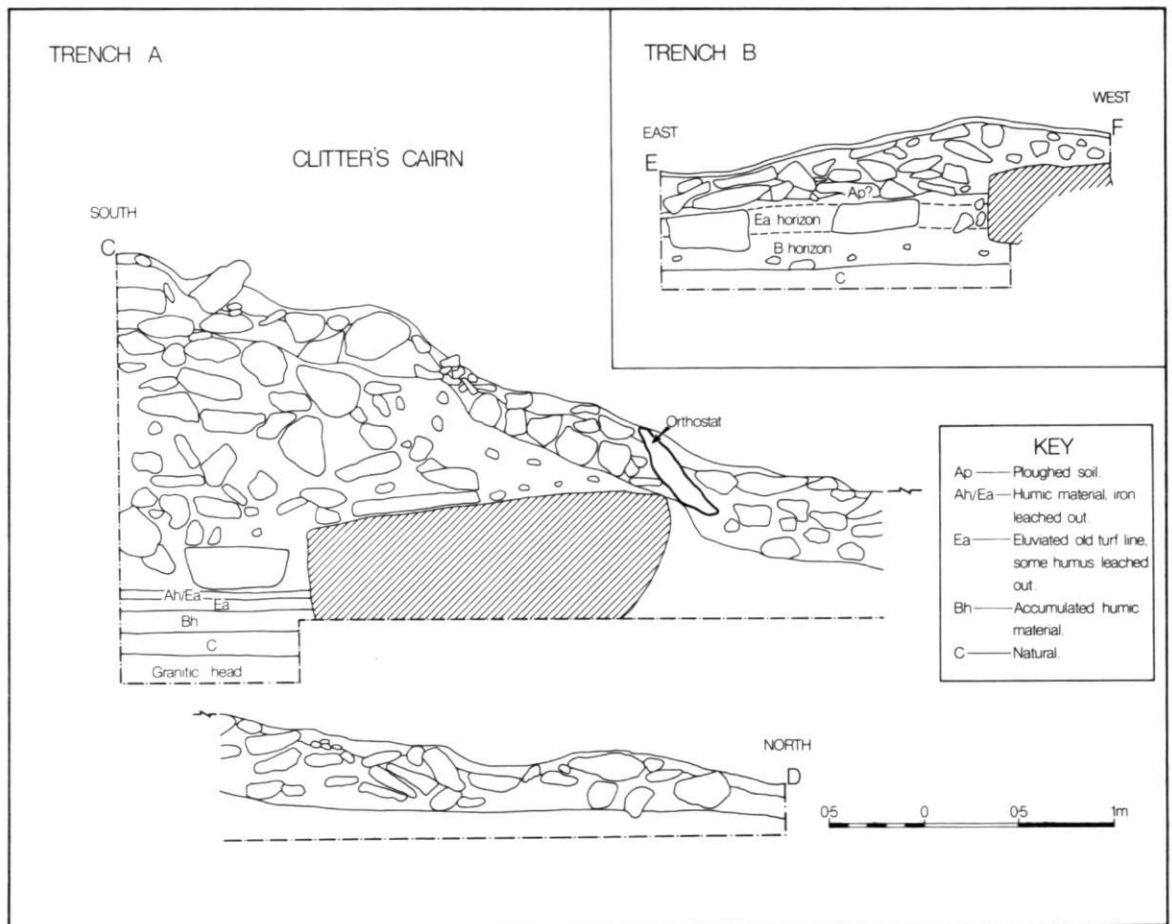 TRENCH A
CLITTER'S CAIRN
SOUTH
C
Orthostat
Ah/Ea
Ea
Bh
C
Granitic head
NORTH
D
TRENCH B
WEST
F
EAST
E
Ap?
Ea horizon
B horizon
C
KEY
Ap — Ploughed soil.
Ah/Ea — Humic material, iron
leached out.
Ea — Eluviated old turf line,
some humus leached
out.
Bh — Accumulated humic
material.
C — Natural.
0·5 0 0·5 1m